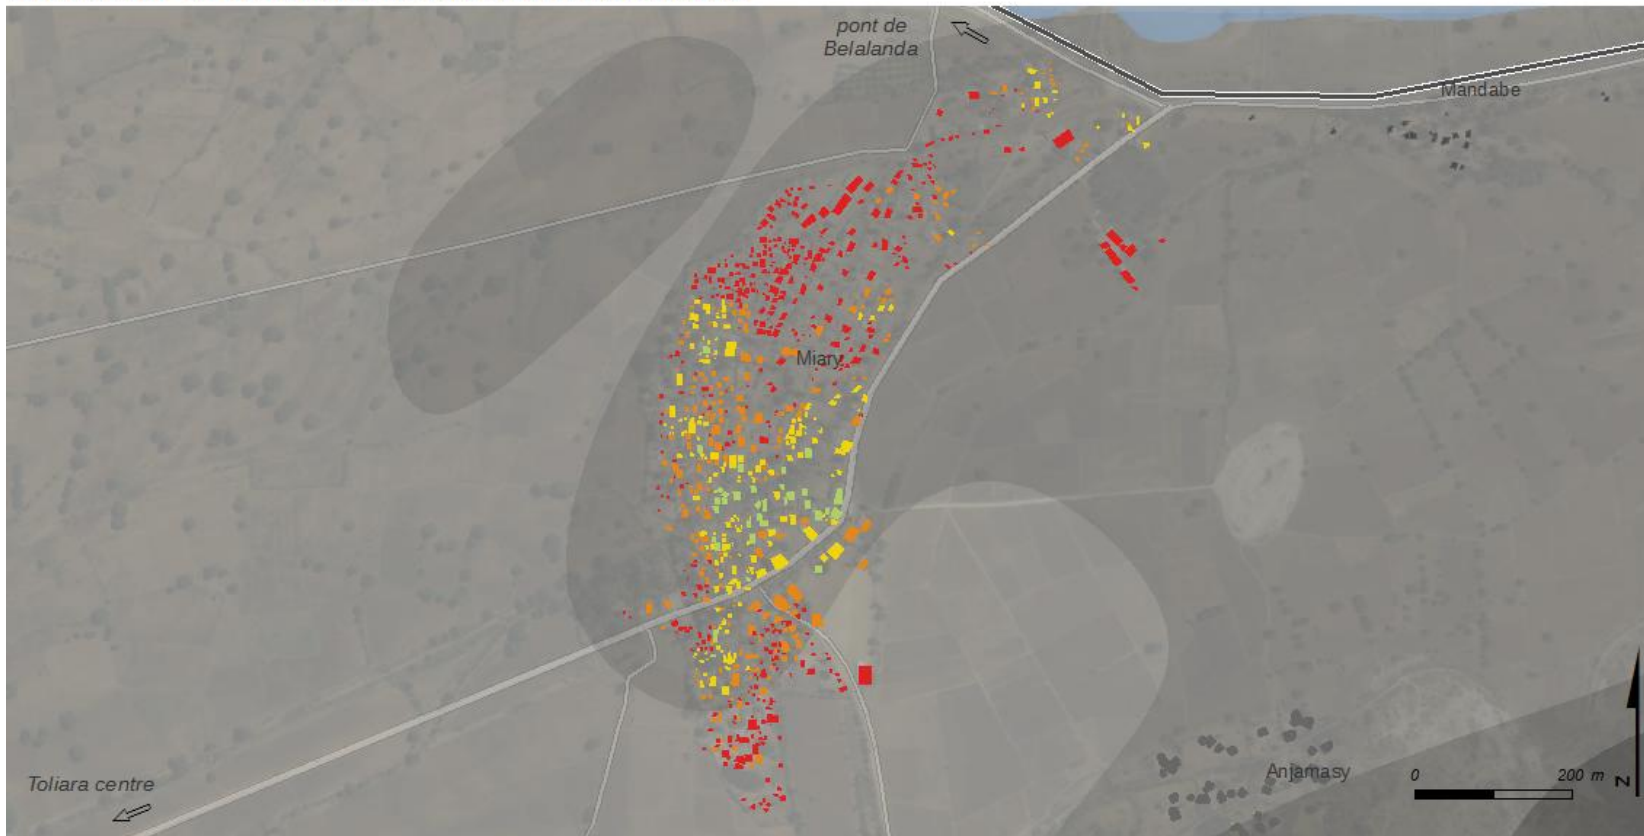 pont de
Belalanda
Mandabe
Miary
Toliara centre
Anjamasy
0 200 m
N